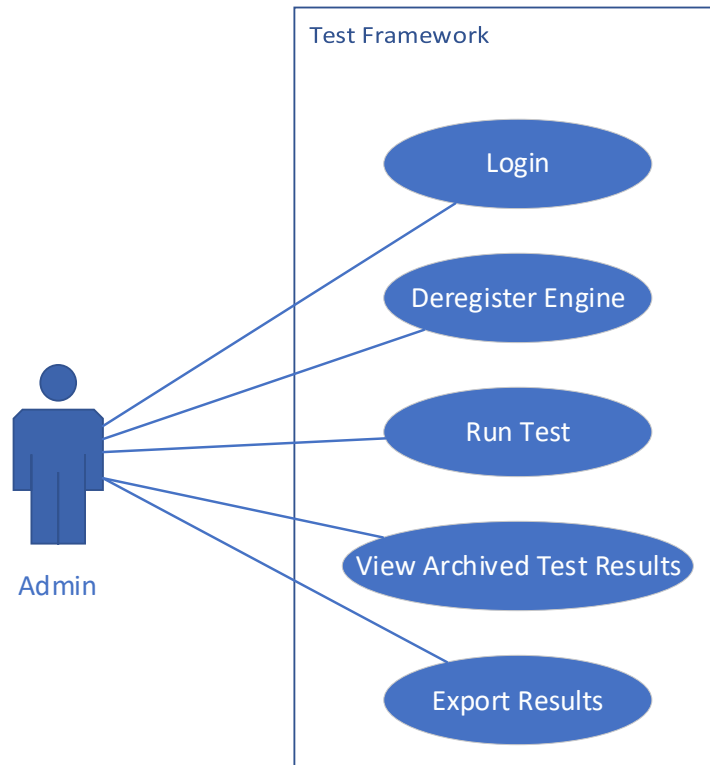 Test Framework
Login
Deregister Engine
Run Test
View Archived Test Results
Admin
Export Results